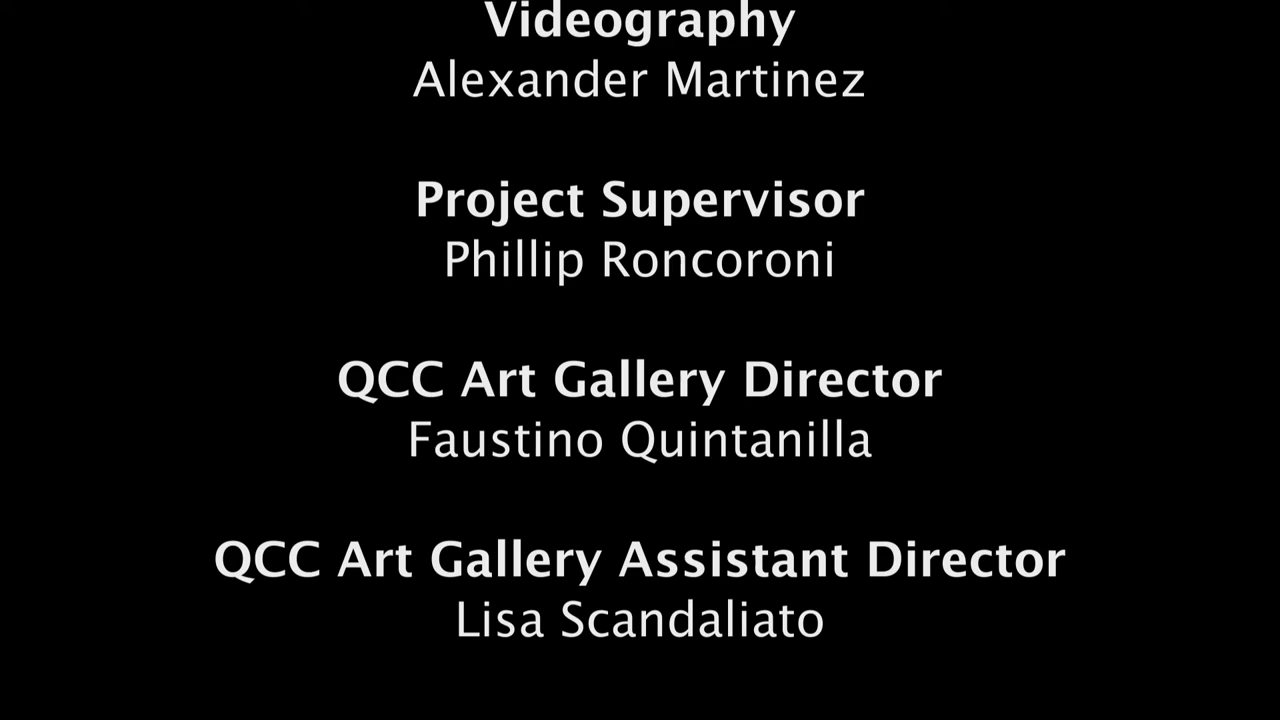 Videography
Alexander Martinez
Project Supervisor
Phillip Roncoroni
QCC Art Gallery Director
Faustino Quintanilla
QCC Art Gallery Assistant Director
Lisa Scandaliato